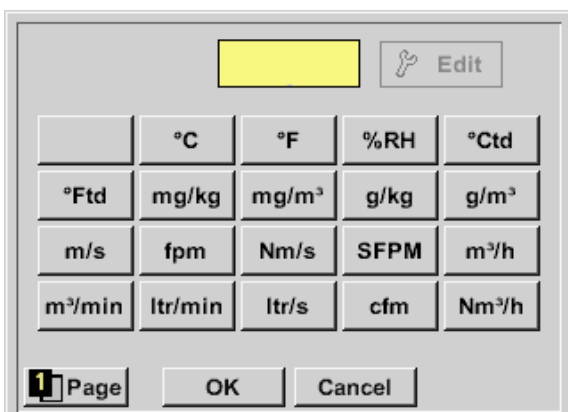 Edit
°C °F %RH °Ctd
°Ftd mg/kg mg/m³ g/kg g/m³
m/s fpm Nm/s SFPM m³/h
m³/min ltr/min ltr/s cfm Nm³/h
1 Page OK Cancel